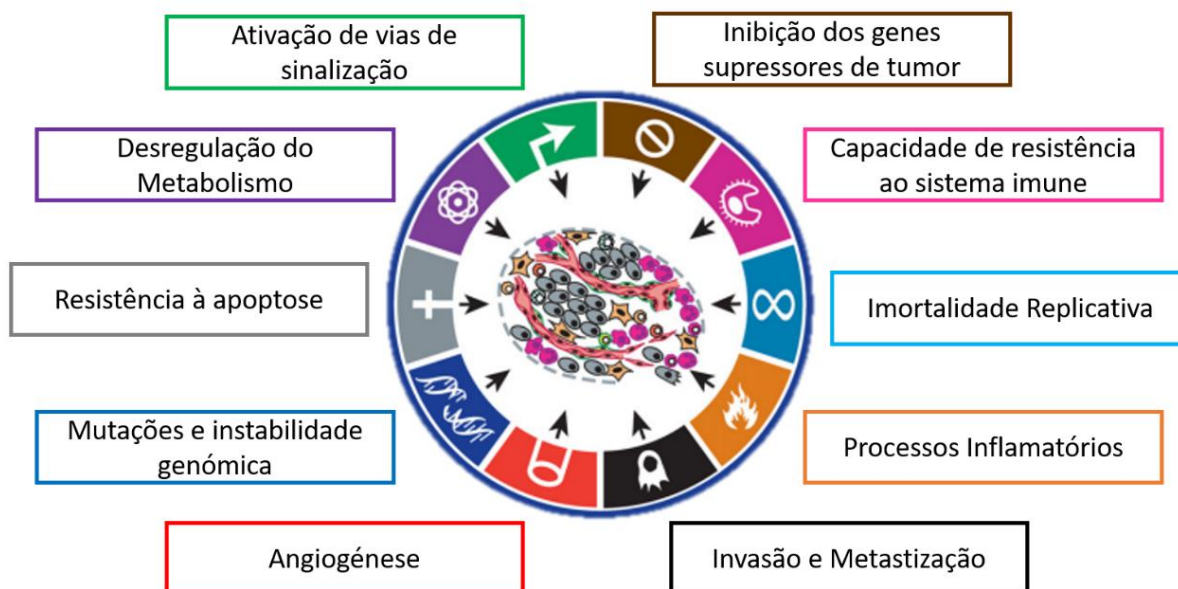 Ativação de vias de
sinalização
Inibição dos genes
supressores de tumor
Desregulação do
Metabolismo
Capacidade de resistência
ao sistema imune
Resistência à apoptose
Imortalidade Replicativa
Mutações e instabilidade
genómica
Processos Inflamatórios
Angiogénese
Invasão e Metastização